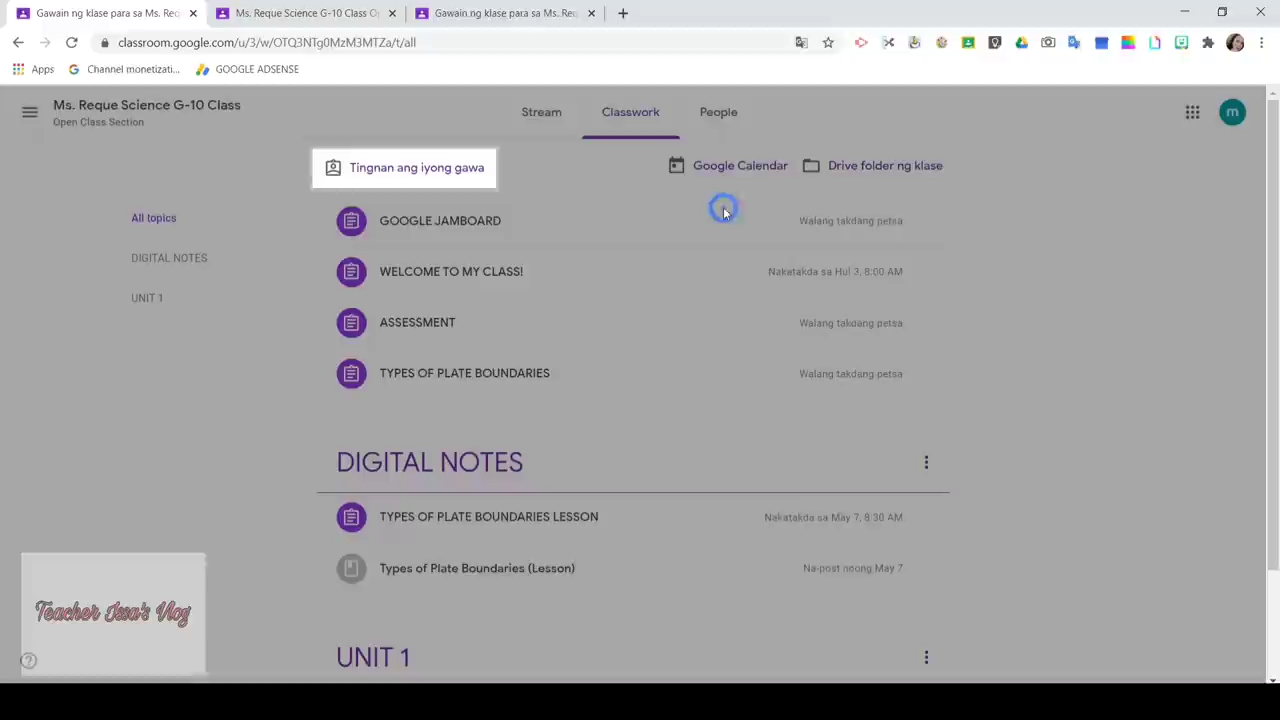 Gawain ng klase para sa Ms. Req
Ms. Reque Science G-10 Class O
Gawain ng klase para sa Ms. Req
classroom.google.com/u/3/w/OTQ3NTg0MzM3MTZa/t/all
Apps
Channel monetizati...
GOOGLE ADSENSE
Ms. Reque Science G-10 Class
Open Class Section
Stream
Classwork
People
m
Tingnan ang iyong gawa
Google Calendar
Drive folder ng klase
All topics
DIGITAL NOTES
UNIT 1
GOOGLE JAMBOARD
Walang takdang petsa
WELCOME TO MY CLASS!
Nakatakda sa Hul 3, 8:00 AM
ASSESSMENT
Walang takdang petsa
TYPES OF PLATE BOUNDARIES
Walang takdang petsa
DIGITAL NOTES
TYPES OF PLATE BOUNDARIES LESSON
Nakatakda sa May 7, 8:30 AM
Types of Plate Boundaries (Lesson)
Na-post noong May 7
Teacher Issa's Vlog
UNIT 1